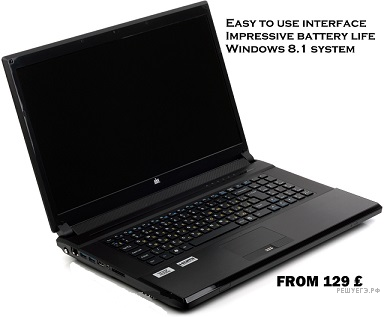 Easy to use interface
Impressive battery life
Windows 8.1 system
FROM 129 £
РЕШУЕГЭ.РФ